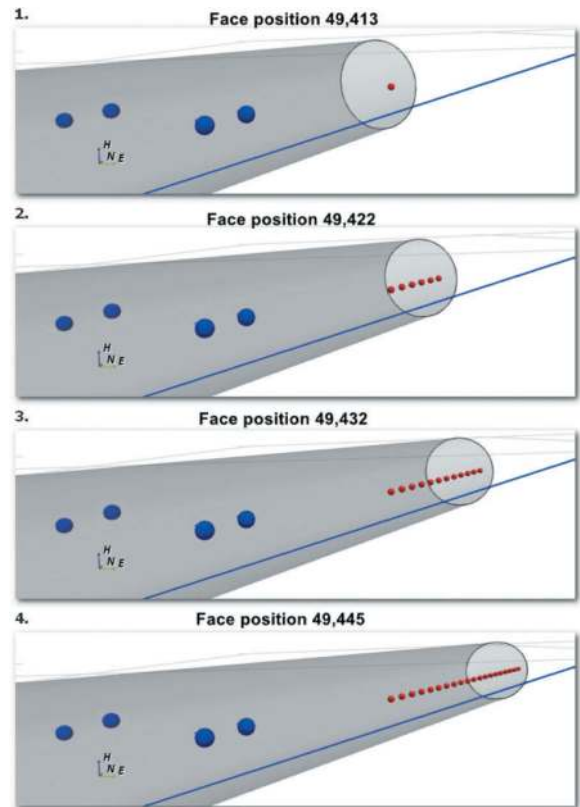 1.
Face position 49,413
H
N E
2.
Face position 49,422
H
N E
3.
Face position 49,432
H
N E
4.
Face position 49,445
H
N E